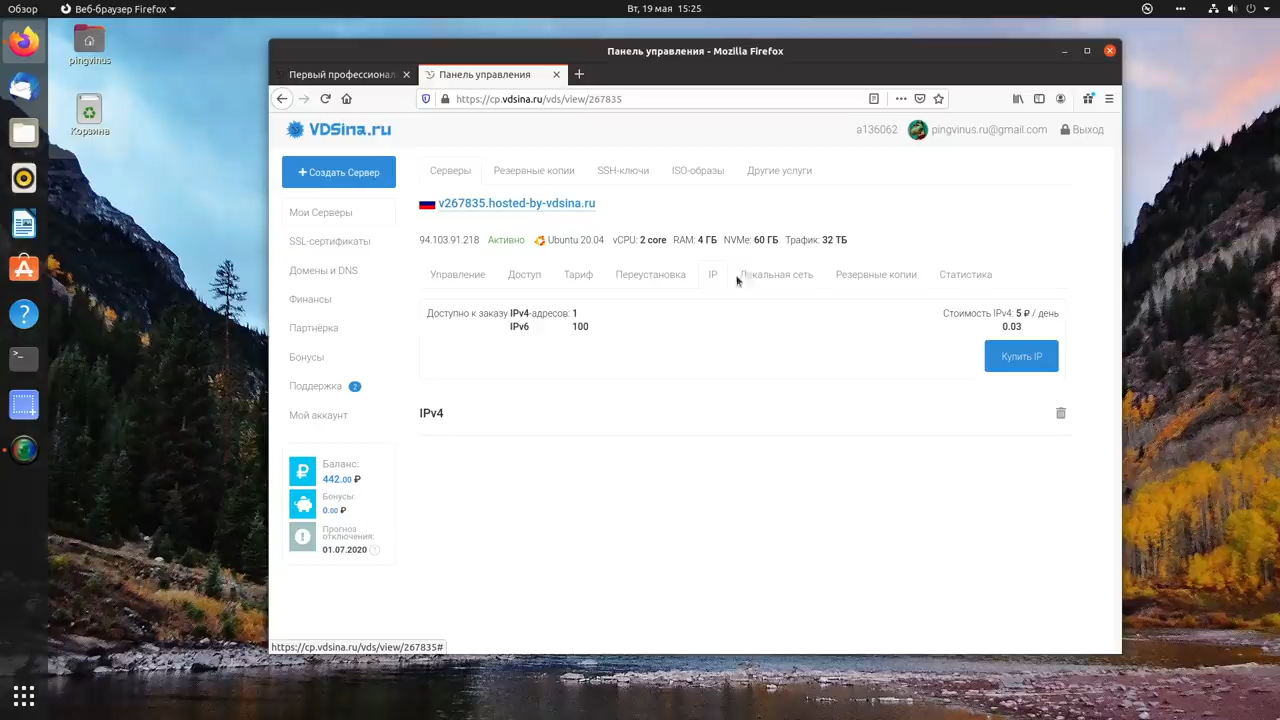 Обзор
Веб-браузер Firefox
Вт, 19 мая 15:25
pingvinus
Корзина
Панель управления - Mozilla Firefox
Первый профессионал
Панель управления
https://cp.vdsina.ru/vds/view/267835
VDSina.ru
a136062
pingvinus.ru@gmail.com
Выход
+ Создать Сервер
Мои Серверы
SSL-сертификаты
Домены и DNS
Финансы
Партнёрка
Бонусы
Поддержка 2
Мой аккаунт
Баланс:
442.00 ₽
Бонусы:
0.00 ₽
Прогноз
отключения:
01.07.2020
Серверы
Резервные копии
SSH-ключи
ISO-образы
Другие услуги
v267835.hosted-by-vdsina.ru
94.103.91.218 Активно Ubuntu 20.04 vCPU: 2 core RAM: 4 ГБ NVMe: 60 ГБ Трафик: 32 ТБ
Управление
Доступ
Тариф
Переустановка
IP
Локальная сеть
Резервные копии
Статистика
Доступно к заказу IPv4-адресов: 1
IPv6 100
Стоимость IPv4: 5 ₽ / день
0.03
Купить IP
IPv4
https://cp.vdsina.ru/vds/view/267835#